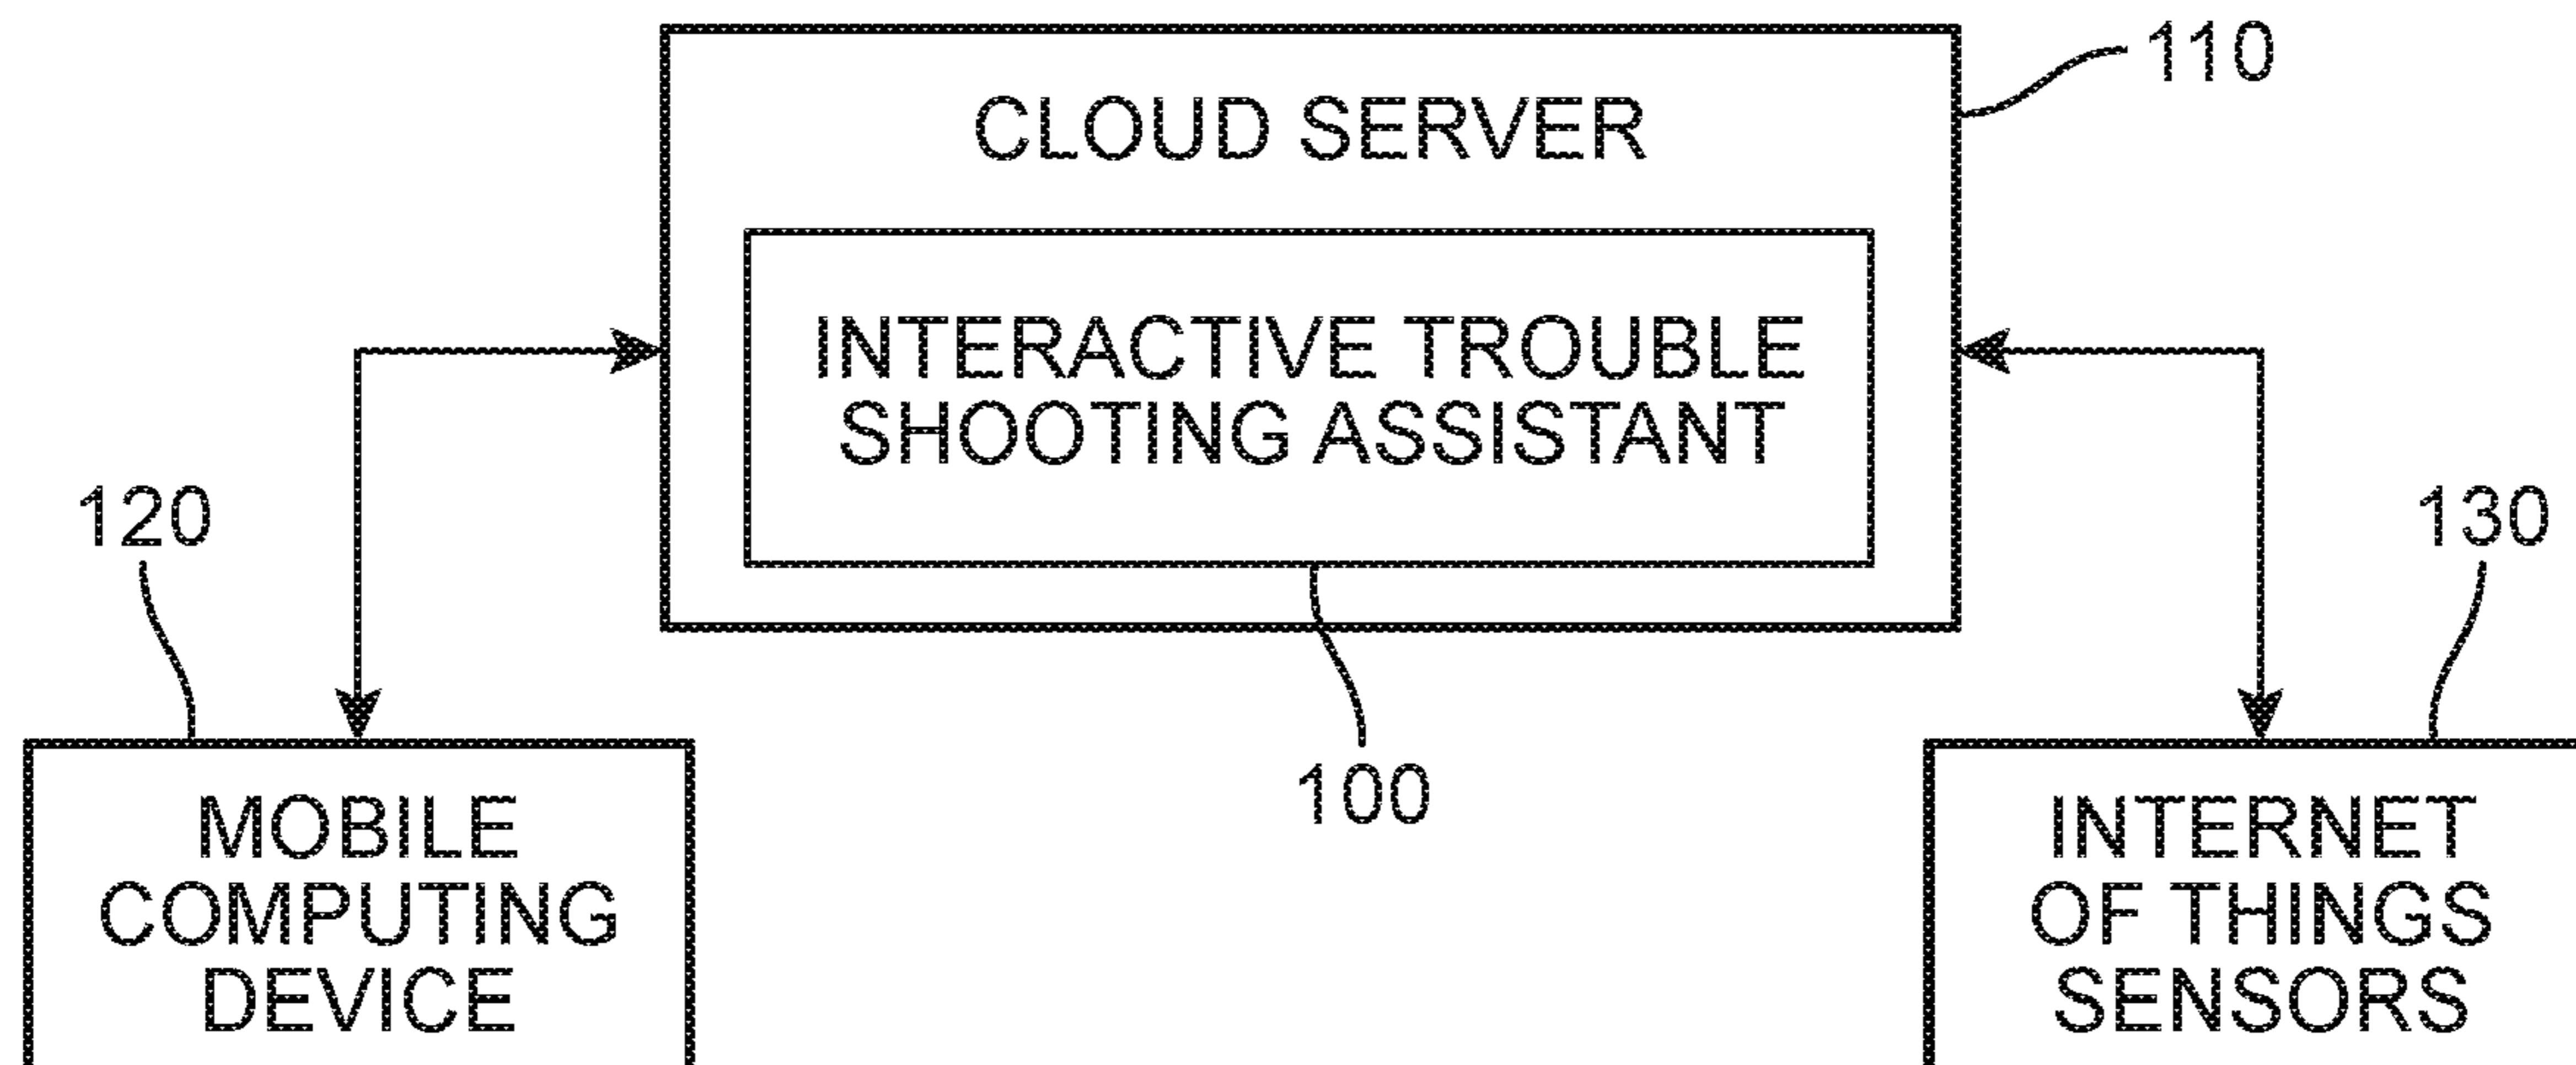 110
CLOUD SERVER
INTERACTIVE TROUBLE
SHOOTING ASSISTANT
120
130
100
MOBILE
COMPUTING
DEVICE
INTERNET
OF THINGS
SENSORS